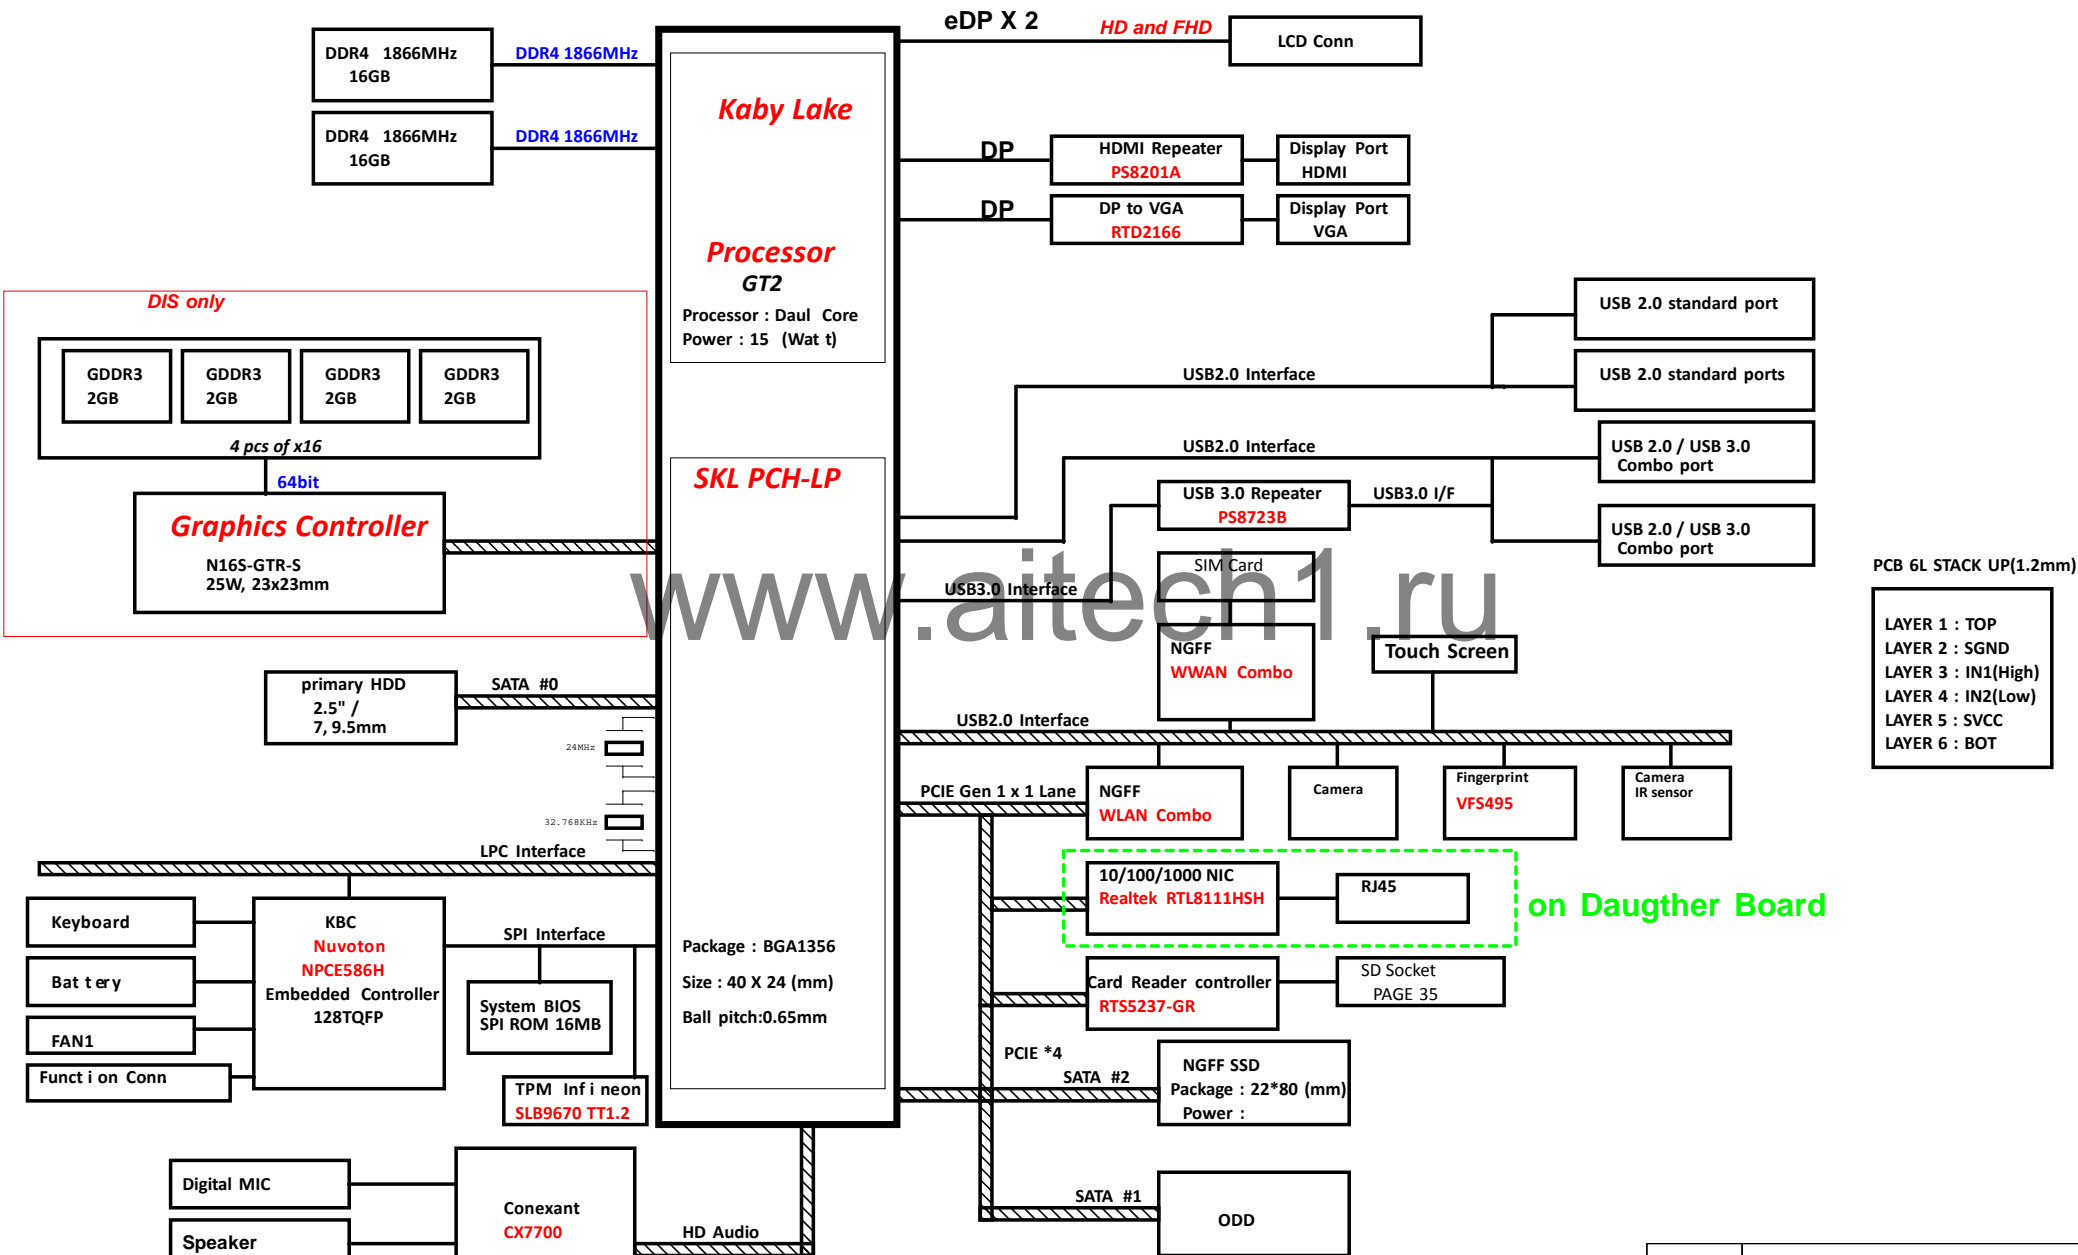 eDP X 2
HD and FHD
LCD Conn
DDR4 1866MHz
16GB
DDR4 1866MHz
DDR4 1866MHz
16GB
DDR4 1866MHz
Kaby Lake
Processor
GT2
Processor : Daul Core
Power : 15 (Wat t)
DP
HDMI Repeater
PS8201A
Display Port
HDMI
DP
DP to VGA
RTD2166
Display Port
VGA
DIS only
GDDR3
2GB
GDDR3
2GB
GDDR3
2GB
GDDR3
2GB
4 pcs of x16
64bit
Graphics Controller
N16S-GTR-S
25W, 23x23mm
USB 2.0 standard port
USB2.0 Interface
USB 2.0 standard ports
USB2.0 Interface
USB 2.0 / USB 3.0
Combo port
SKL PCH-LP
USB 3.0 Repeater
PS8723B
USB3.0 I/F
USB 2.0 / USB 3.0
Combo port
SIM Card
USB3.0 Interface
www.aitech1.ru
NGFF
WWAN Combo
Touch Screen
PCB 6L STACK UP(1.2mm)
LAYER 1 : TOP
LAYER 2 : SGND
LAYER 3 : IN1(High)
LAYER 4 : IN2(Low)
LAYER 5 : SVCC
LAYER 6 : BOT
primary HDD
2.5" /
7, 9.5mm
SATA #0
24MHz
32.768KHz
USB2.0 Interface
PCIE Gen 1 x 1 Lane
NGFF
WLAN Combo
Camera
Fingerprint
VFS495
Camera
IR sensor
LPC Interface
10/100/1000 NIC
Realtek RTL8111HSH
RJ45
on Daugther Board
Keyboard
Bat t ery
FAN1
Funct i on Conn
KBC
Nuvoton
NPCE586H
Embedded Controller
128TQFP
SPI Interface
System BIOS
SPI ROM 16MB
TPM Inf i neon
SLB9670 TT1.2
Package : BGA1356
Size : 40 X 24 (mm)
Ball pitch:0.65mm
Card Reader controller
RTS5237-GR
SD Socket
PAGE 35
PCIE *4
SATA #2
NGFF SSD
Package : 22*80 (mm)
Power :
Digital MIC
Speaker
Conexant
CX7700
HD Audio
SATA #1
ODD